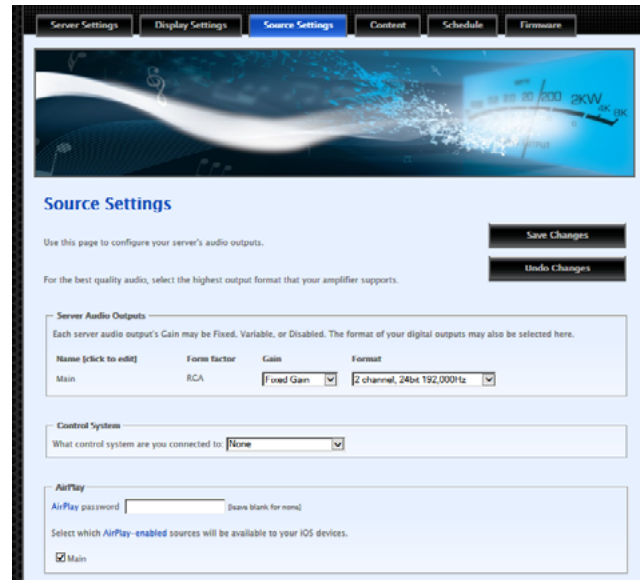 Server Settings Display Settings Source Settings Content Schedule Firmware
200 2KW 4K 8K
Source Settings
Use this page to configure your server's audio outputs.
Save Changes
Undo Changes
For the best quality audio, select the highest output format that your amplifier supports.
Server Audio Outputs
Each server audio output's Gain may be Fixed, Variable, or Disabled. The format of your digital outputs may also be selected here.
Name [click to edit] Form factor Gain Format
Main RCA Fixed Gain 2 channel, 24bit 192,000Hz
Control System
What control system are you connected to: None
AirPlay
AirPlay password [leave blank for none]
Select which AirPlay-enabled sources will be available to your iOS devices.
Main